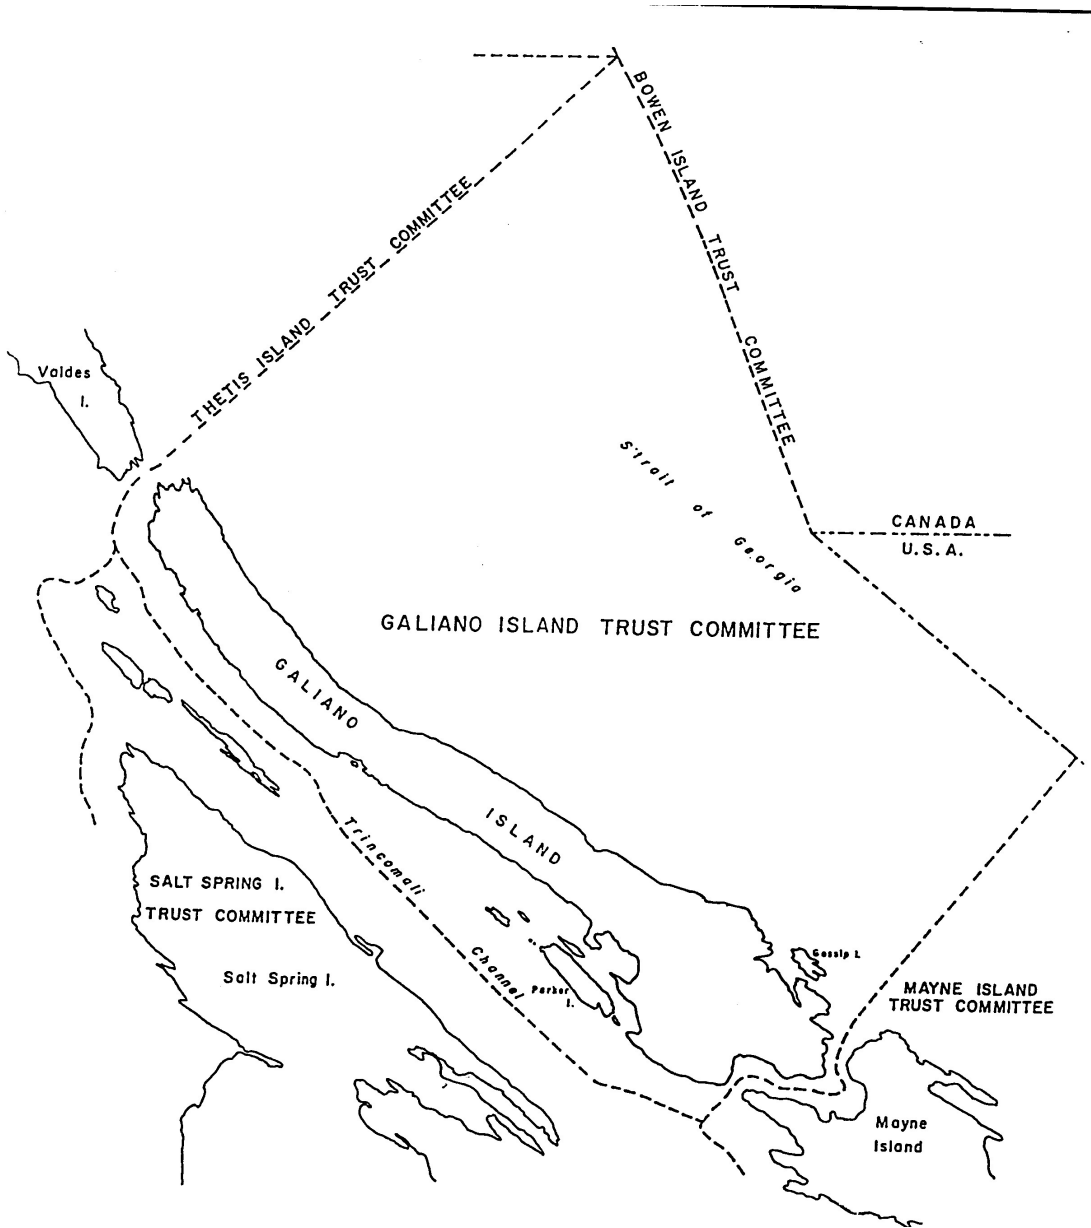 BOWEN ISLAND TRUST COMMITTEE
THETIS ISLAND TRUST COMMITTEE
Valdes
I.
Strait of Georgia
CANADA
U.S.A.
GALIANO ISLAND TRUST COMMITTEE
GALIANO ISLAND
Trincomali Channel
SALT SPRING I.
TRUST COMMITTEE
Salt Spring I.
Gossip I.
Parker
I.
MAYNE ISLAND
TRUST COMMITTEE
Mayne
Island